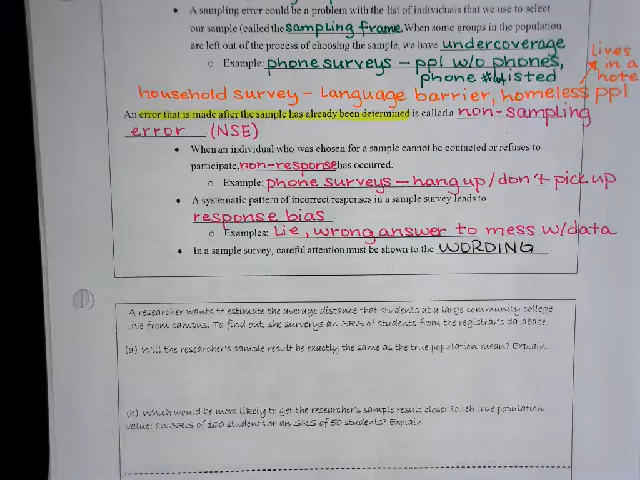 • A sampling error could be a problem with the list of individuals that we use to select
our sample (called the sampling frame. When some groups in the population
are left out of the process of choosing the sample, we have undercoverage
○ Example: phone surveys - ppl w/o phones,
phone # listed
lives
in a
hote
household survey - Language barrier, homeless ppl
An error that is made after the sample has already been determined is called a non-sampling
error (NSE)
• When an individual who was chosen for a sample cannot be contacted or refuses to
participate, non-response has occurred.
○ Example: phone surveys - hang up/don't pick up
• A systematic pattern of incorrect responses in a sample survey leads to
response bias.
○ Examples: Lie, wrong answer to mess w/data
• In a sample survey, careful attention must be shown to the WORDING.
①
A researcher wants to estimate the average distance that students at a large community college
live from campus. To find out, she surveys an SRS of students from the registrar's database.
(a) Will the researcher's sample result be exactly the same as the true population mean? Explain.
Which would be more likely to get the researcher's sample result closer to teh true population
value: an SRS of 100 students or an SRS of 50 students? Explain